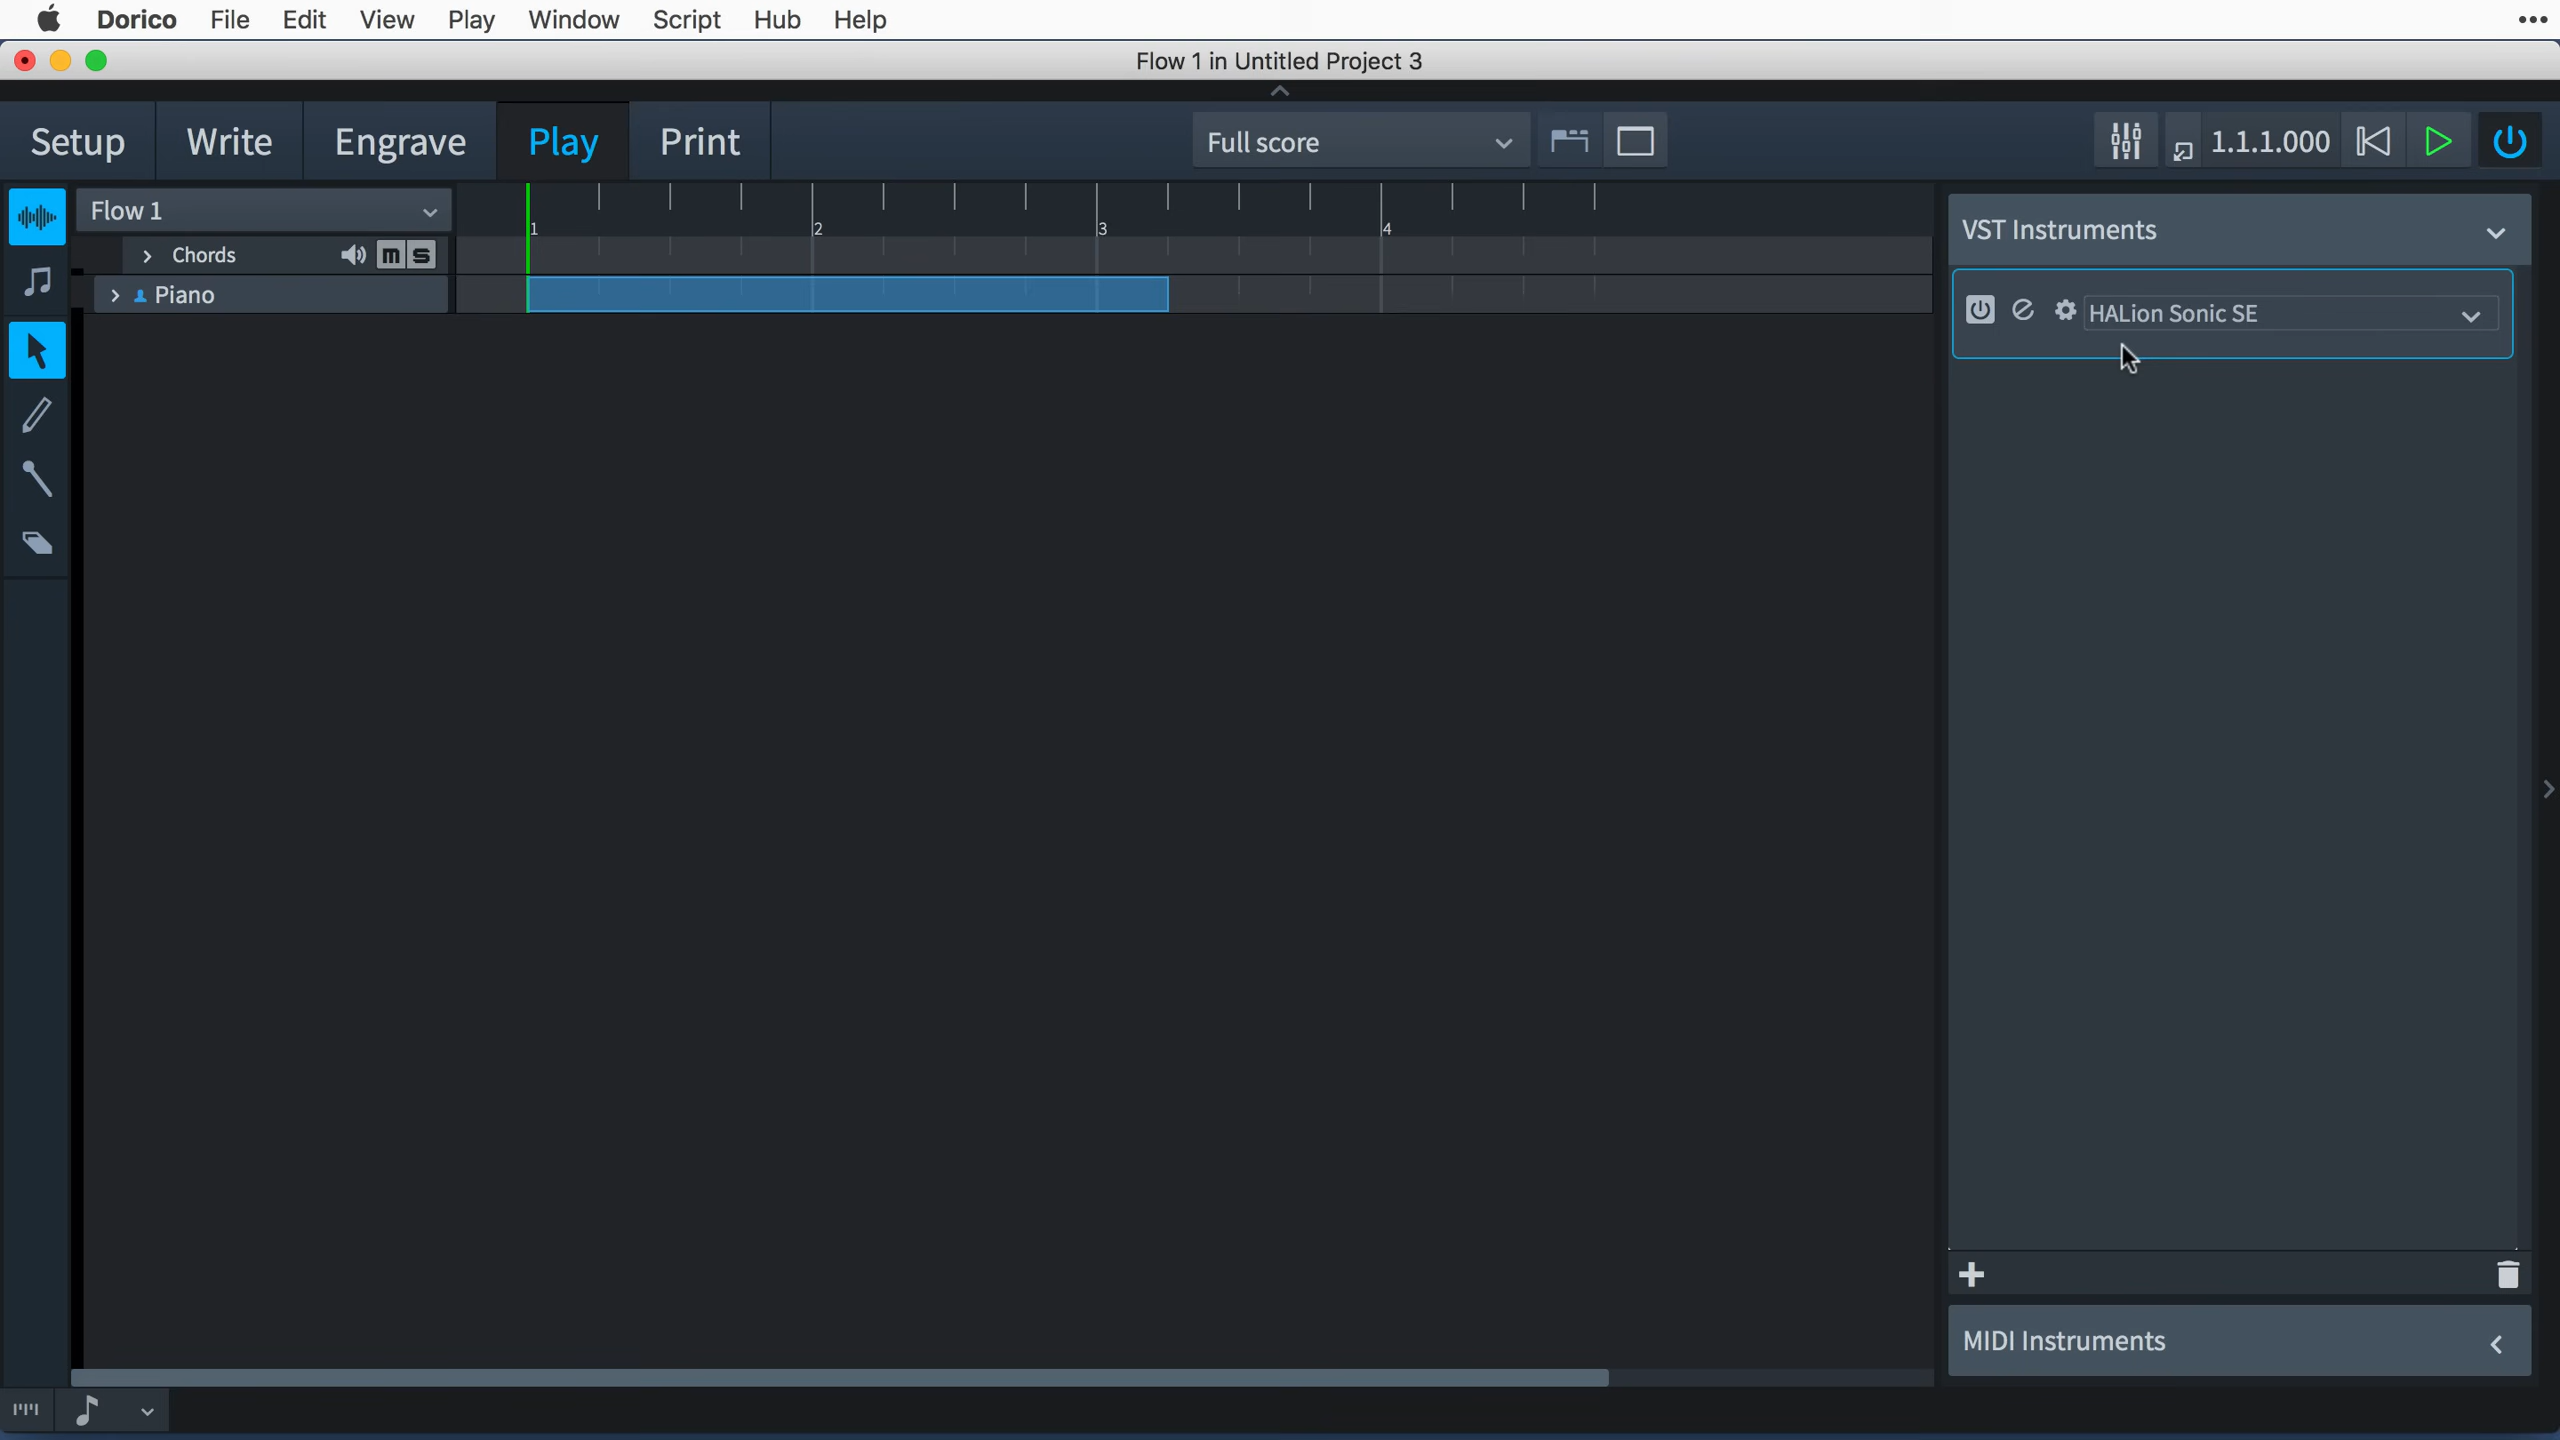 Dorico File Edit View Play Window Script Hub Help
Flow 1 in Untitled Project 3
Setup Write Engrave Play Print Full score 1.1.1.000
Flow 1
1 2 3 4
VST Instruments
Chords m s
Piano
HALion Sonic SE
MIDI Instruments